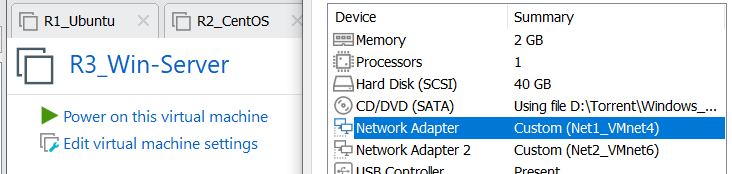 R1_Ubuntu
R2_CentOS
R3_Win-Server
Power on this virtual machine
Edit virtual machine settings
Device Summary
Memory 2 GB
Processors 1
Hard Disk (SCSI) 40 GB
CD/DVD (SATA) Using file D:\Torrent\Windows_...
Network Adapter Custom (Net1_VMnet4)
Network Adapter 2 Custom (Net2_VMnet6)
USB Controller Present